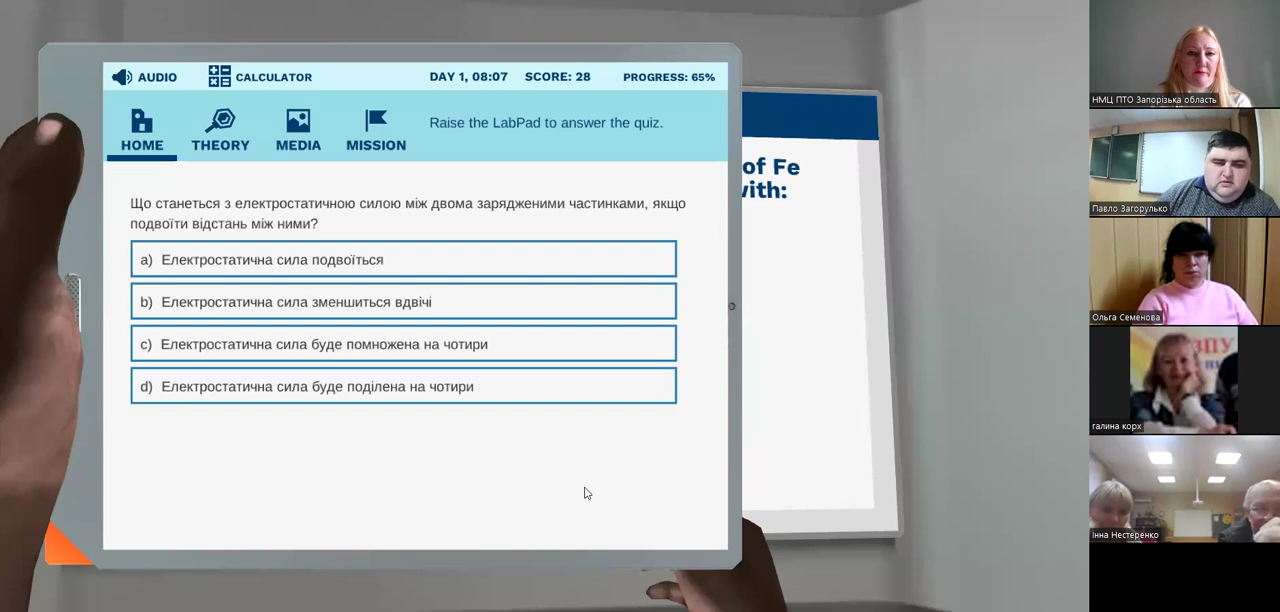 AUDIO
CALCULATOR
DAY 1, 08:07
SCORE: 28
PROGRESS: 65%
HOME
THEORY
MEDIA
MISSION
Raise the LabPad to answer the quiz.
Що станеться з електростатичною силою між двома зарядженими частинками, якщо
подвоїти відстань між ними?
a) Електростатична сила подвоїться
b) Електростатична сила зменшиться вдвічі
c) Електростатична сила буде помножена на чотири
d) Електростатична сила буде поділена на чотири
of Fe
with:
НМЦ ПТО Запорізька область
Павло Загорулько
Ольга Семенова
ЗПУ
галина корх
Інна Нестеренко